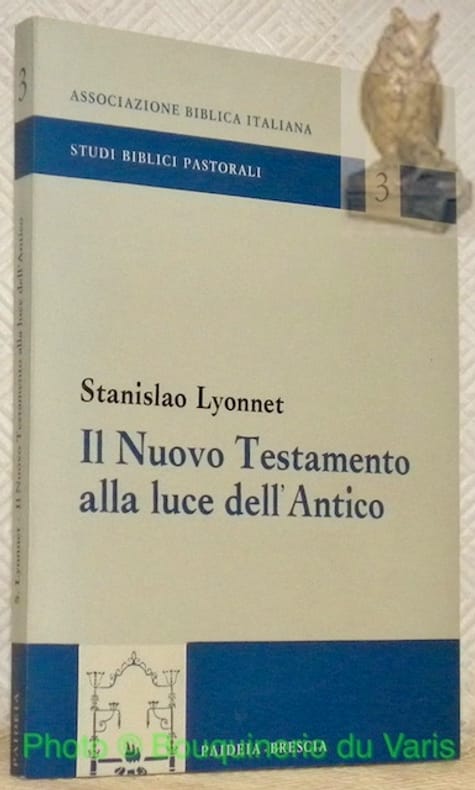 3
ASSOCIAZIONE BIBLICA ITALIANA
STUDI BIBLICI PASTORALI
3
Stanislao Lyonnet
Il Nuovo Testamento
alla luce dell'Antico
PAIDEIA - BRESCIA
S. Lyonnet - Il Nuovo Testamento alla luce dell'Antico
PAIDEIA
Photo © Bouquinerie du Varis